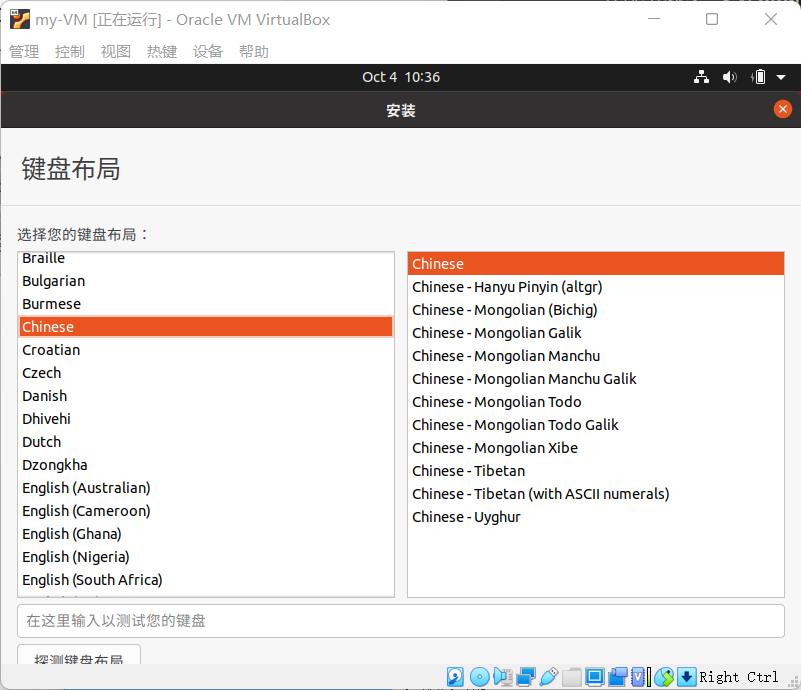 my-VM [正在运行] - Oracle VM VirtualBox
管理 控制 视图 热键 设备 帮助
Oct 4 10:36
安装
键盘布局
选择您的键盘布局：
Braille
Bulgarian
Burmese
Chinese
Croatian
Czech
Danish
Dhivehi
Dutch
Dzongkha
English (Australian)
English (Cameroon)
English (Ghana)
English (Nigeria)
English (South Africa)
Chinese
Chinese - Hanyu Pinyin (altgr)
Chinese - Mongolian (Bichig)
Chinese - Mongolian Galik
Chinese - Mongolian Manchu
Chinese - Mongolian Manchu Galik
Chinese - Mongolian Todo
Chinese - Mongolian Todo Galik
Chinese - Mongolian Xibe
Chinese - Tibetan
Chinese - Tibetan (with ASCII numerals)
Chinese - Uyghur
在这里输入以测试您的键盘
探测键盘布局
Right Ctrl